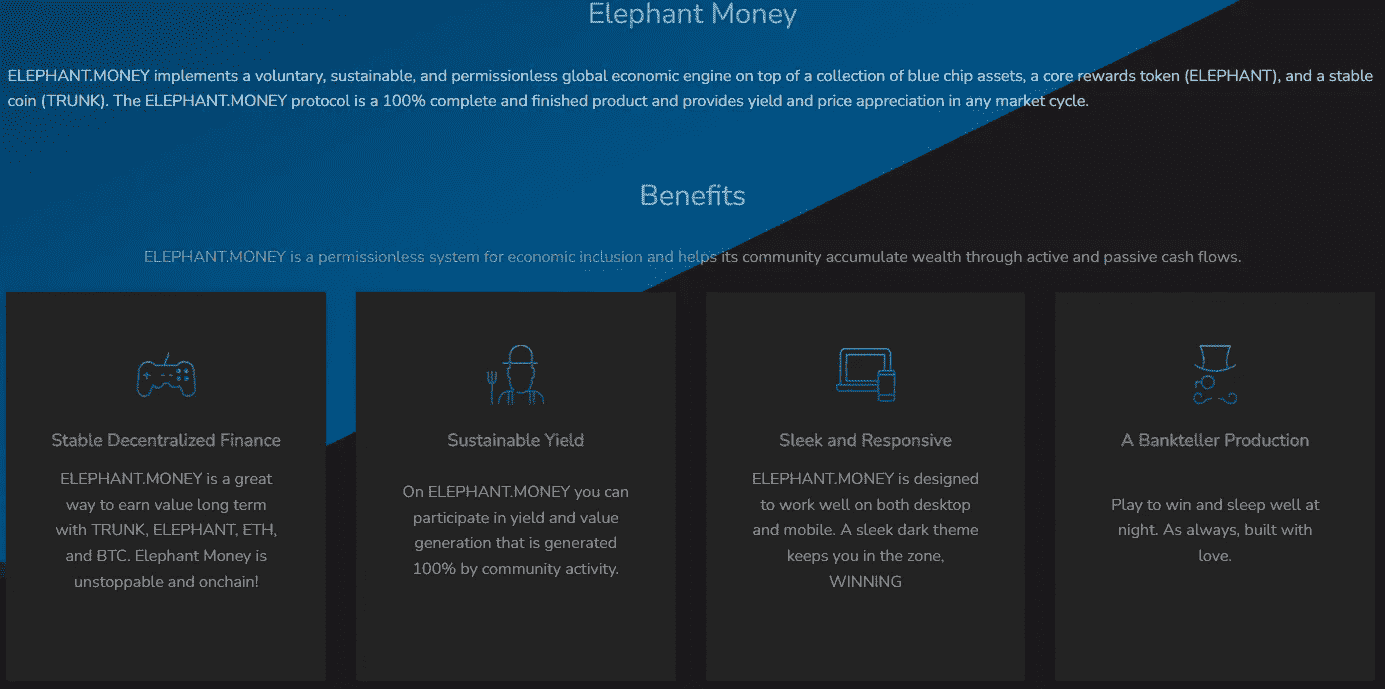 Elephant Money
ELEPHANT.MONEY implements a voluntary, sustainable, and permissionless global economic engine on top of a collection of blue chip assets, a core rewards token (ELEPHANT), and a stable
coin (TRUNK). The ELEPHANT.MONEY protocol is a 100% complete and finished product and provides yield and price appreciation in any market cycle.
Benefits
ELEPHANT.MONEY is a permissionless system for economic inclusion and helps its community accumulate wealth through active and passive cash flows.
Stable Decentralized Finance
ELEPHANT.MONEY is a great
way to earn value long term
with TRUNK, ELEPHANT, ETH,
and BTC. Elephant Money is
unstoppable and onchain!
Sustainable Yield
On ELEPHANT.MONEY you can
participate in yield and value
generation that is generated
100% by community activity.
Sleek and Responsive
ELEPHANT.MONEY is designed
to work well on both desktop
and mobile. A sleek dark theme
keeps you in the zone,
WINNING
A Bankteller Production
Play to win and sleep well at
night. As always, built with
love.